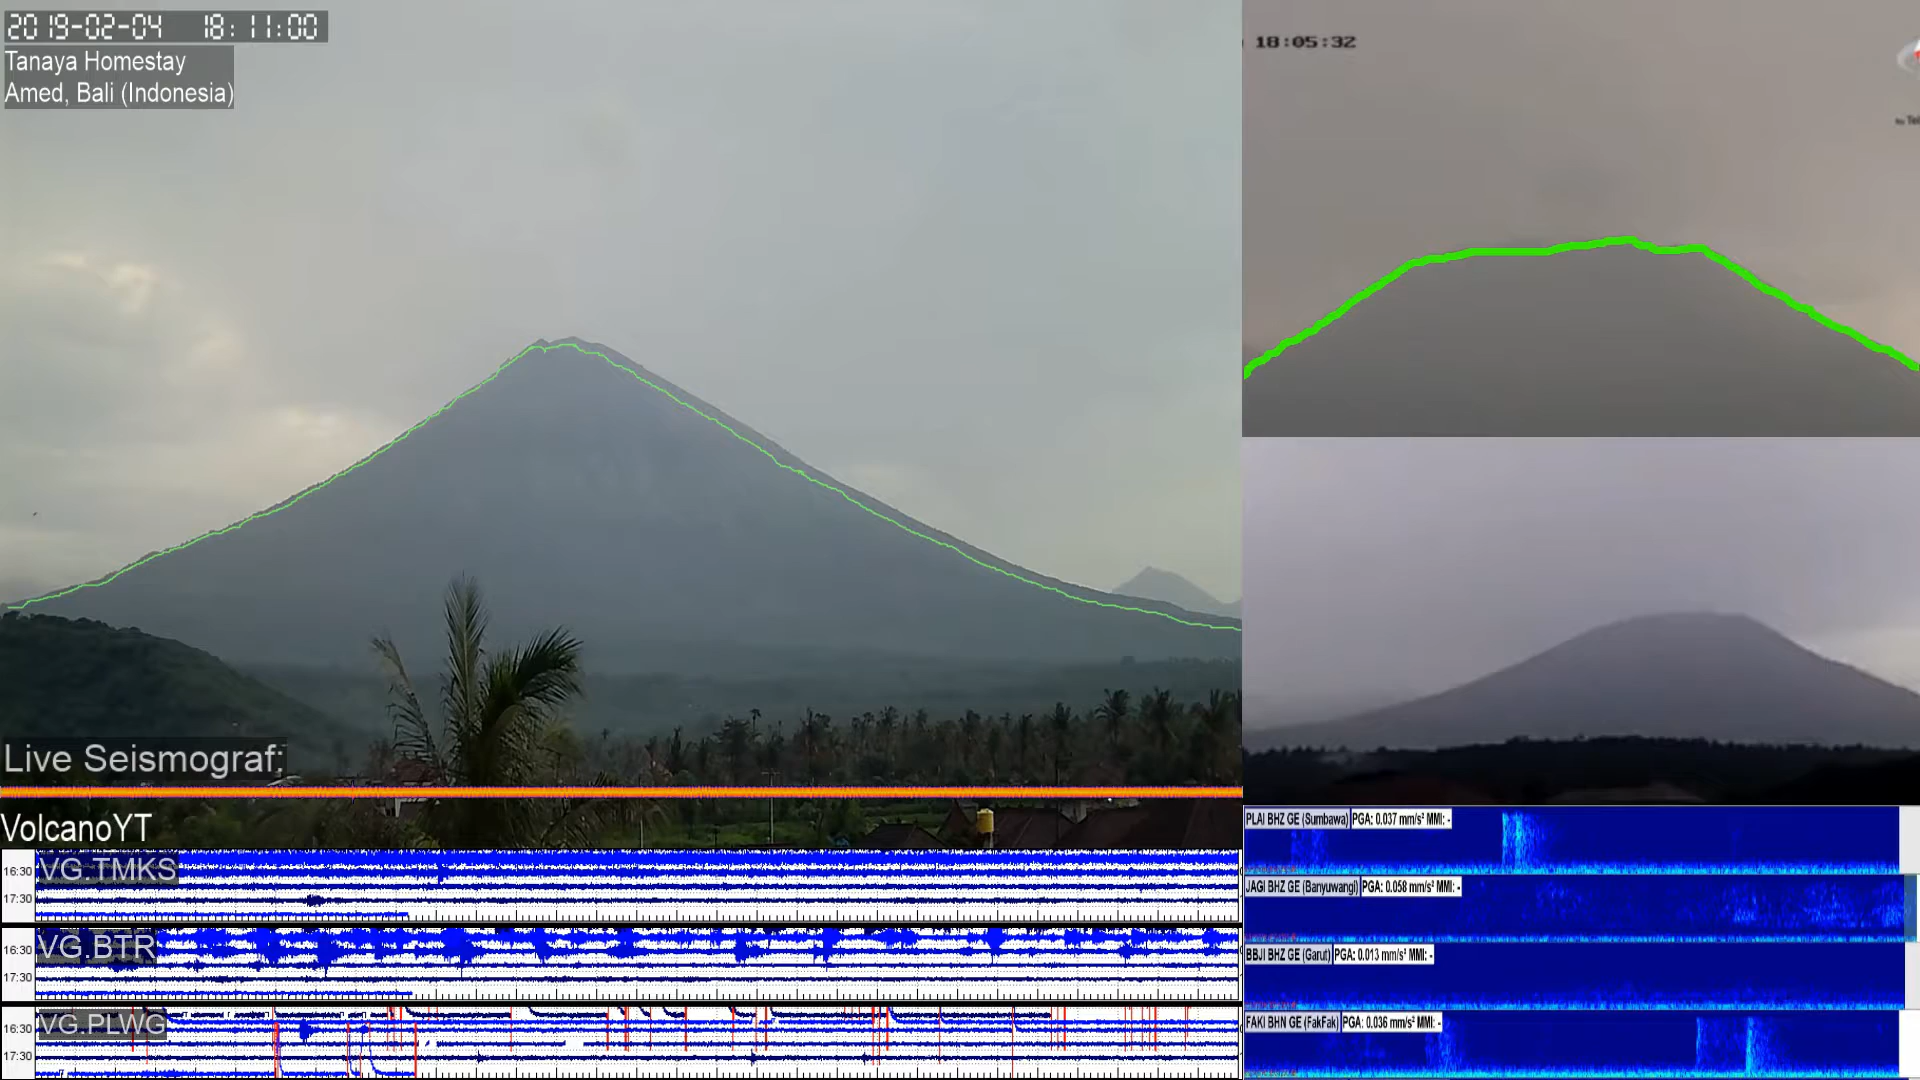 2019-02-04 18:11:00
Tanaya Homestay
Amed, Bali (Indonesia)
18:05:32
Live Seismograf;
VolcanoYT
VG.TMKS
16:30
17:30
VG.BTR
16:30
17:30
VG.PLWG
16:30
17:30
PLAI BHZ GE (Sumbawa) PGA: 0.037 mm/s² MMI: -
JAGI BHZ GE (Banyuwangi) PGA: 0.058 mm/s² MMI: -
BBJI BHZ GE (Garut) PGA: 0.013 mm/s² MMI: -
FAKI BHN GE (FakFak) PGA: 0.036 mm/s² MMI: -